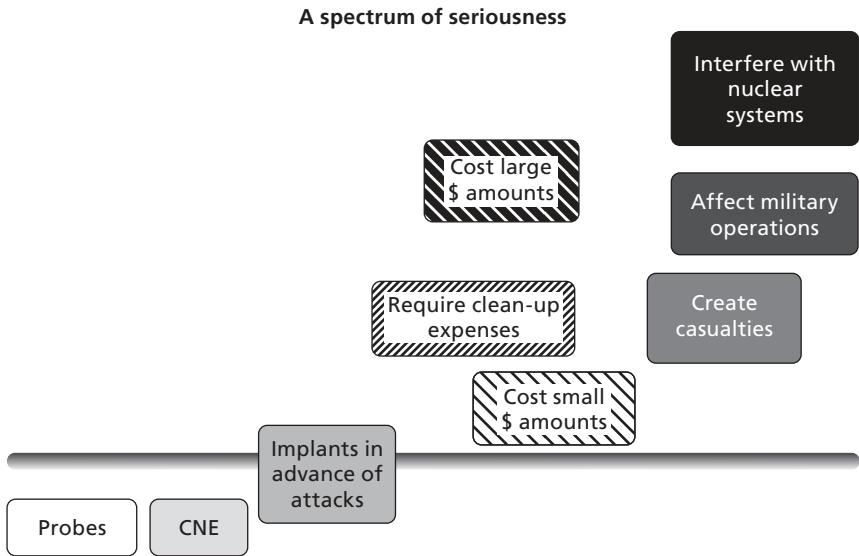 A spectrum of seriousness
Interfere with
nuclear
systems
Cost large
$ amounts
Affect military
operations
Require clean-up
expenses
Create
casualties
Cost small
$ amounts
Implants in
advance of
attacks
Probes
CNE